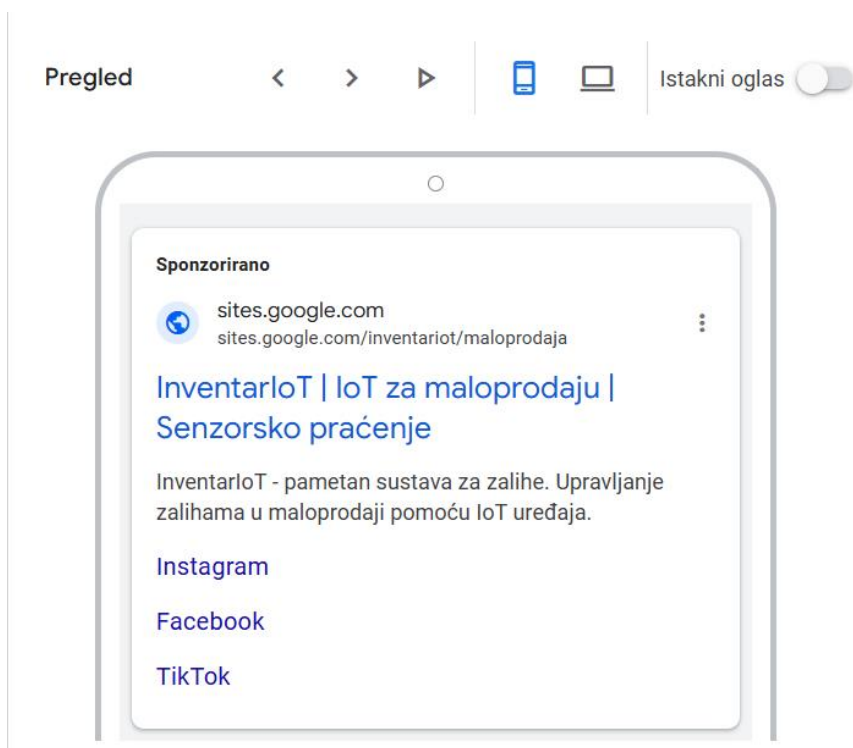 Pregled
Istakni oglas
Sponzorirano
sites.google.com
sites.google.com/inventariot/maloprodaja
InventarIoT | IoT za maloprodaju |
Senzorsko praćenje
InventarIoT - pametan sustava za zalihe. Upravljanje
zalihama u maloprodaji pomoću IoT uređaja.
Instagram
Facebook
TikTok